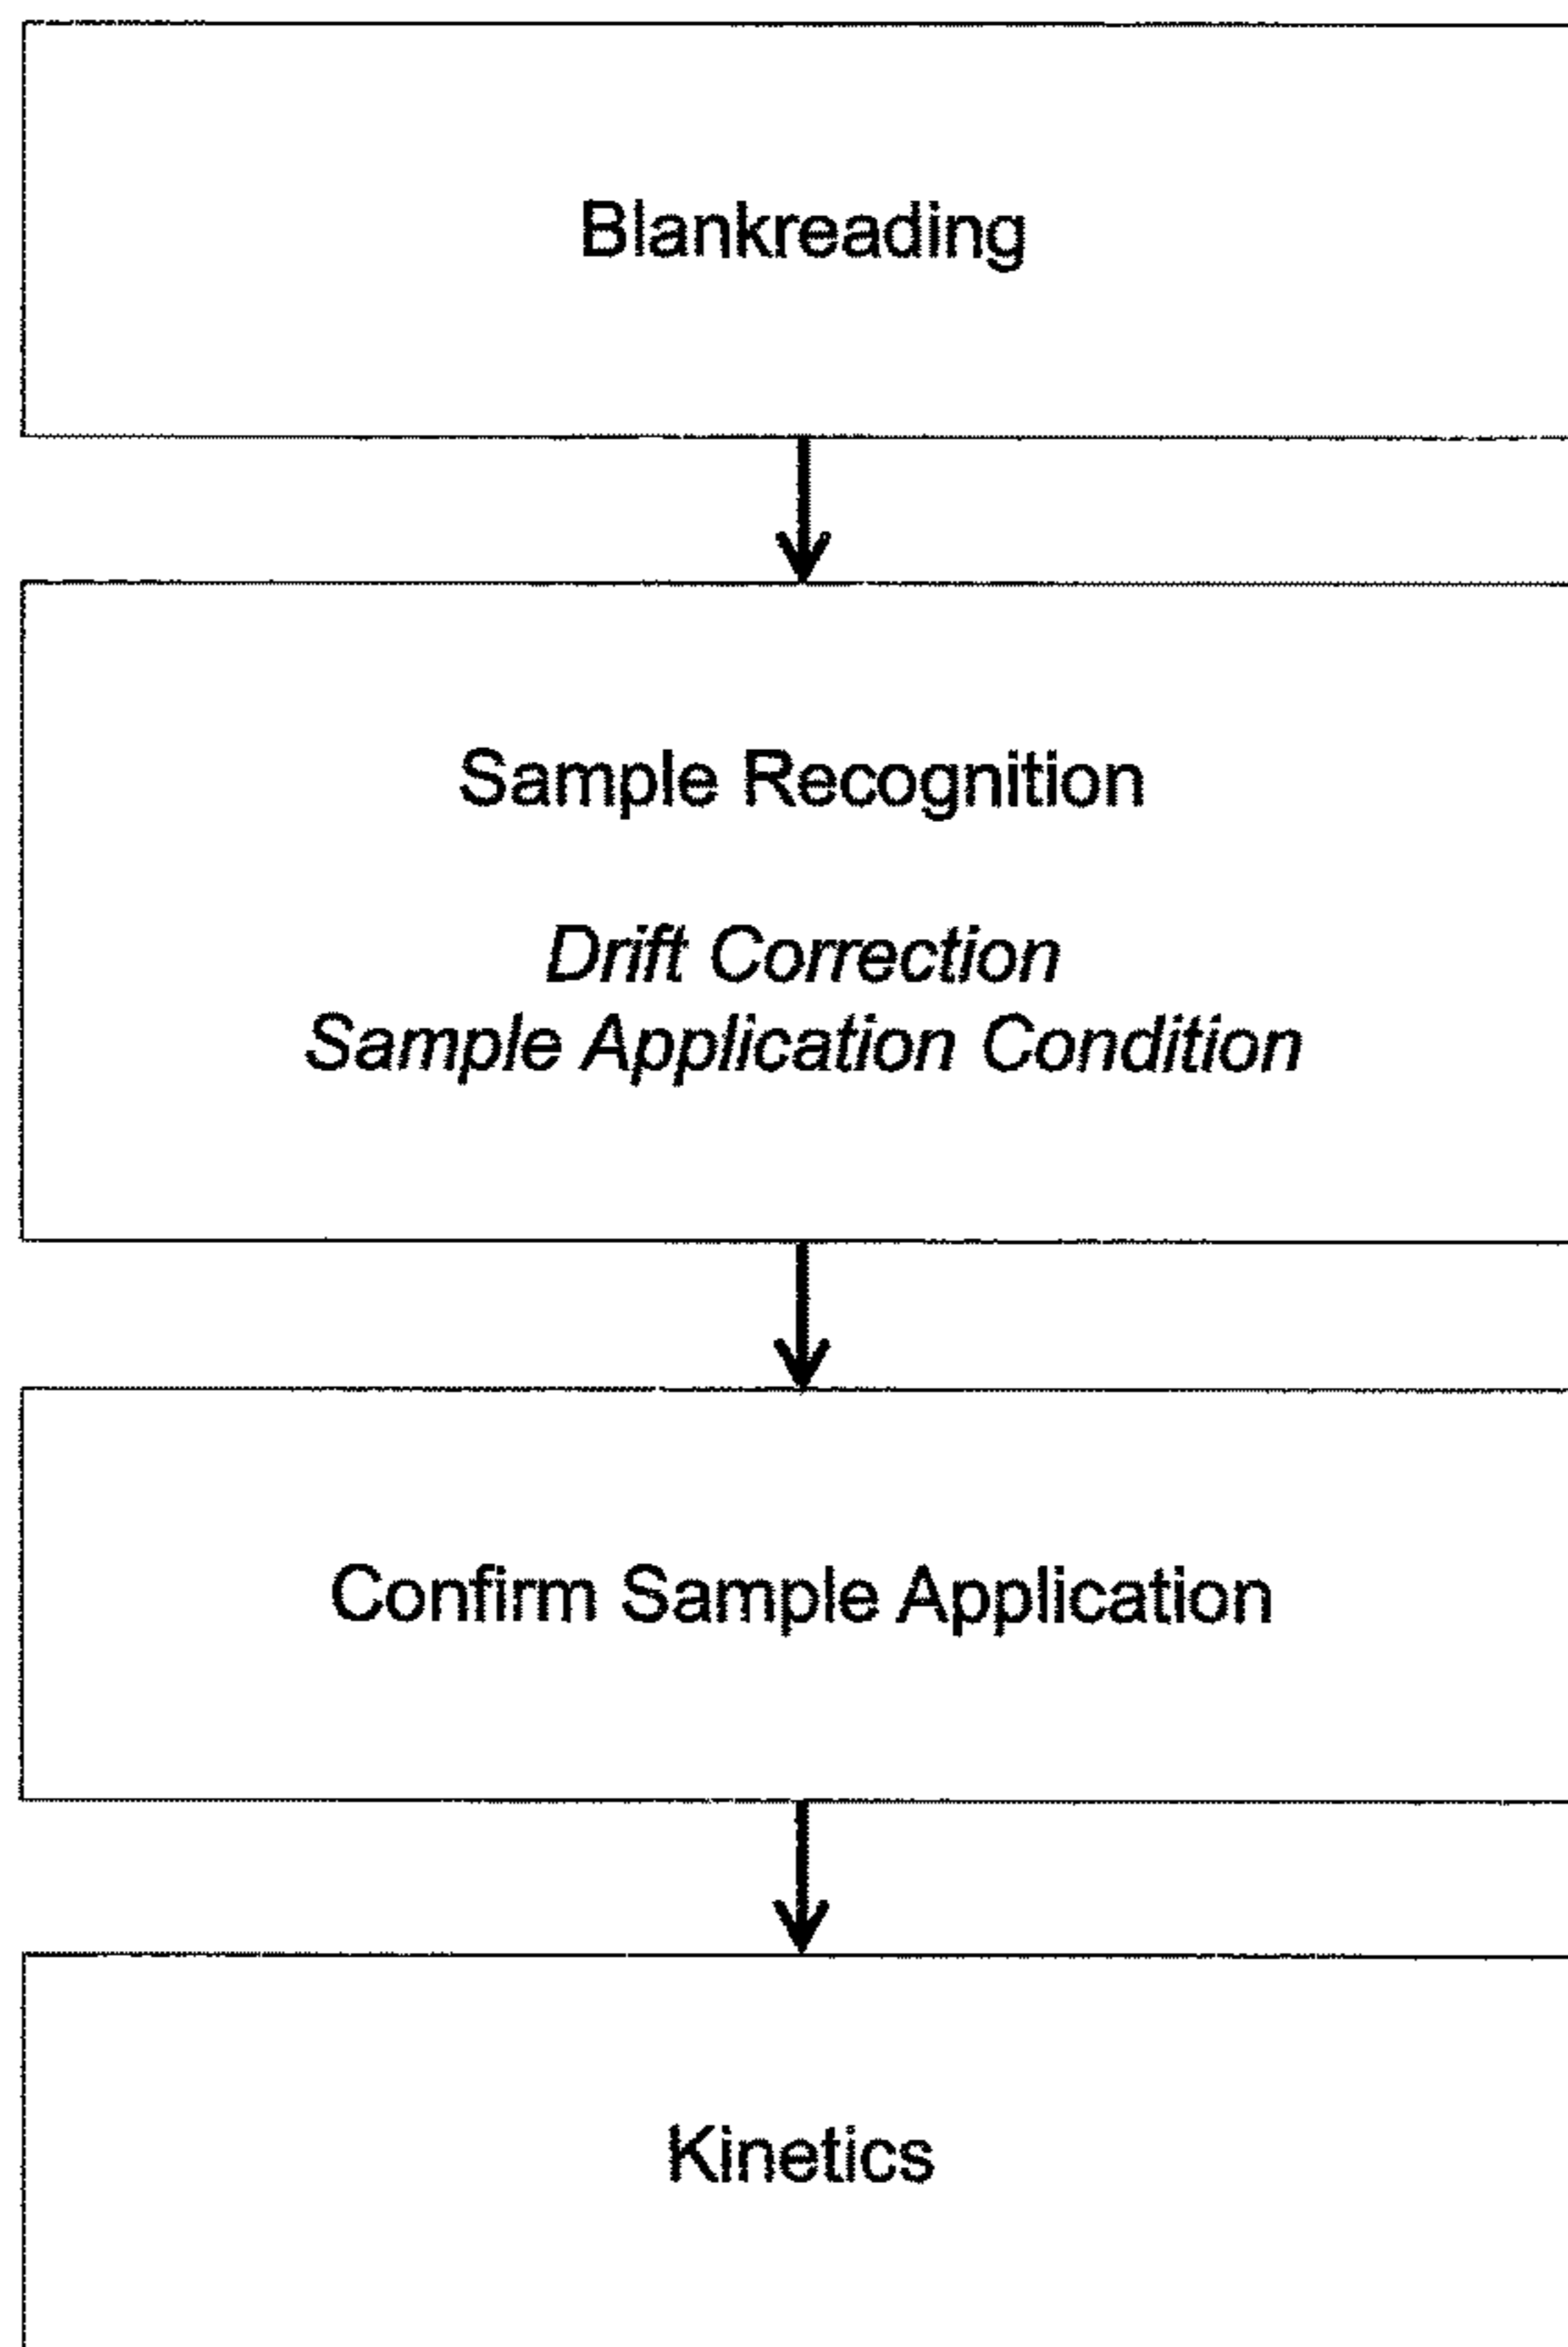 Blankreading
Sample Recognition
Drift Correction
Sample Application Condition
Confirm Sample Application
Kinetics